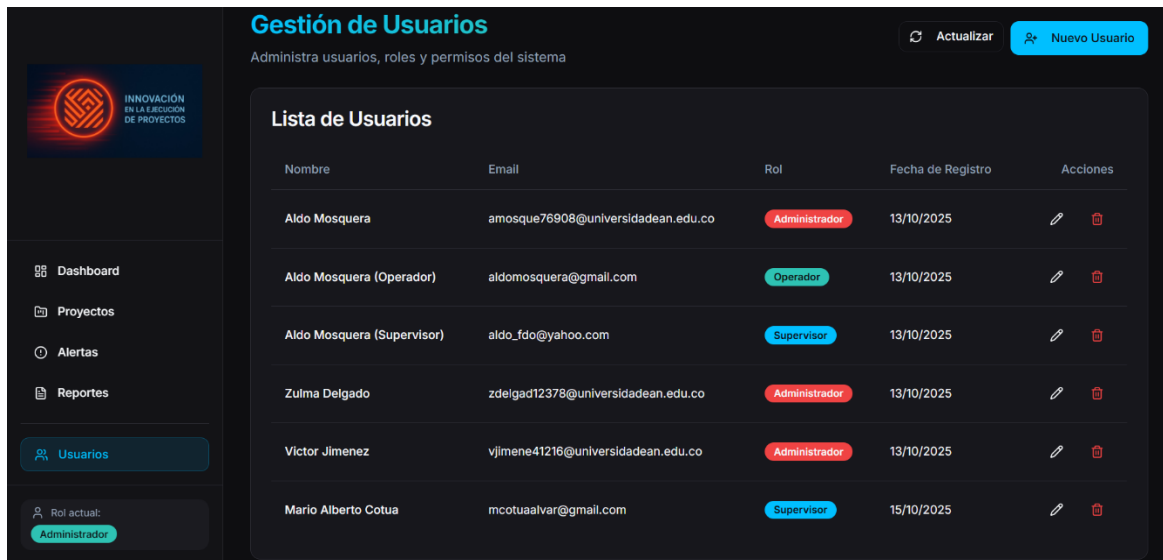 Gestión de Usuarios
Administra usuarios, roles y permisos del sistema
Actualizar
Nuevo Usuario
INNOVACIÓN
EN LA EJECUCIÓN
DE PROYECTOS
Dashboard
Proyectos
Alertas
Reportes
Usuarios
Rol actual:
Administrador
Lista de Usuarios
Nombre Email Rol Fecha de Registro Acciones
Aldo Mosquera amosque76908@universidadean.edu.co Administrador 13/10/2025
Aldo Mosquera (Operador) aldomosquera@gmail.com Operador 13/10/2025
Aldo Mosquera (Supervisor) aldo_fdo@yahoo.com Supervisor 13/10/2025
Zulma Delgado zdelgad12378@universidadean.edu.co Administrador 13/10/2025
Victor Jimenez vjimene41216@universidadean.edu.co Administrador 13/10/2025
Mario Alberto Cotua mcotuaalvar@gmail.com Supervisor 15/10/2025